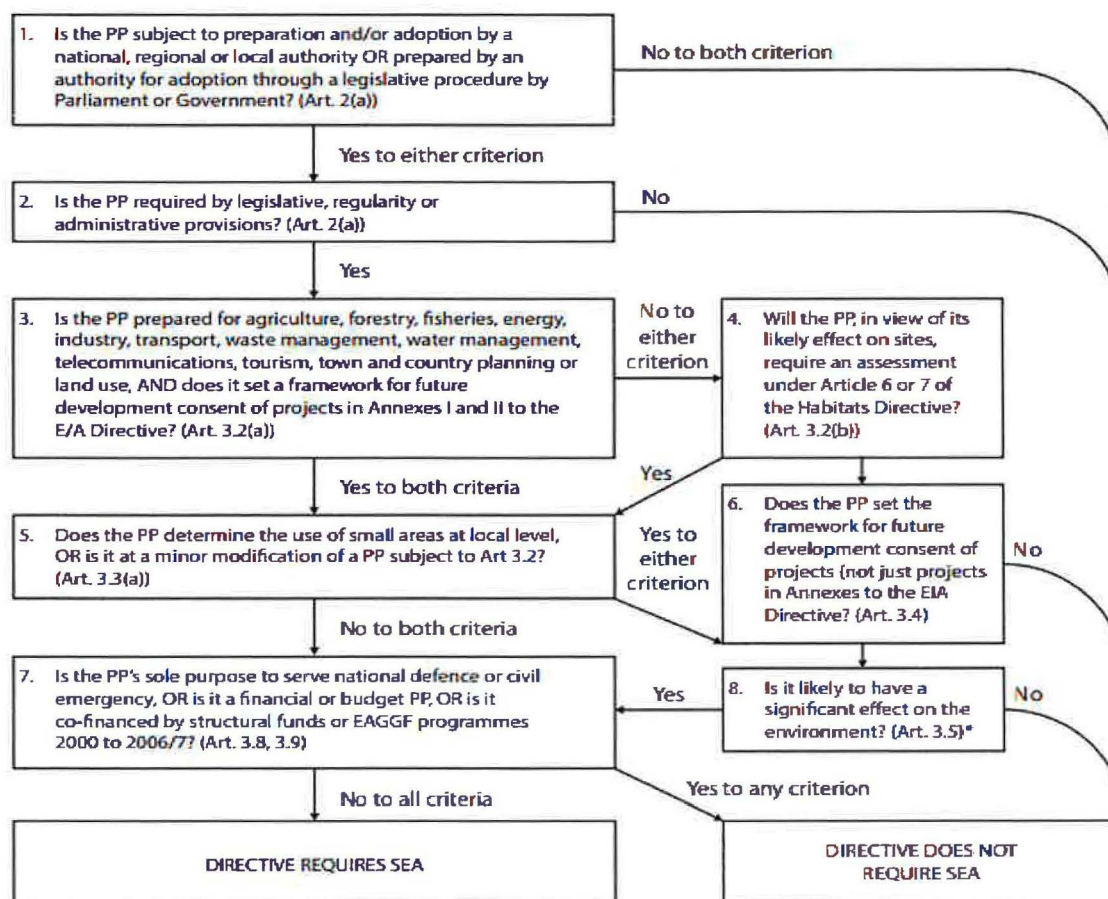 1. Is the PP subject to preparation and/or adoption by a
national, regional or local authority OR prepared by an
authority for adoption through a legislative procedure by
Parliament or Government? (Art. 2(a))
No to both criterion
Yes to either criterion
2. Is the PP required by legislative, regularity or
administrative provisions? (Art. 2(a))
No
Yes
3. Is the PP prepared for agriculture, forestry, fisheries, energy,
industry, transport, waste management, water management,
telecommunications, tourism, town and country planning or
land use, AND does it set a framework for future
development consent of projects in Annexes I and II to the
E/A Directive? (Art. 3.2(a))
No to
either
criterion
4. Will the PP, in view of its
likely effect on sites,
require an assessment
under Article 6 or 7 of
the Habitats Directive?
(Art. 3.2(b))
Yes to both criteria
Yes
5. Does the PP determine the use of small areas at local level,
OR is it at a minor modification of a PP subject to Art 3.2?
(Art. 3.3(a))
Yes to
either
criterion
6. Does the PP set the
framework for future
development consent of
projects (not just projects
in Annexes to the EIA
Directive? (Art. 3.4)
No
No to both criteria
7. Is the PP's sole purpose to serve national defence or civil
emergency, OR is it a financial or budget PP, OR is it
co-financed by structural funds or EAGGF programmes
2000 to 2006/7? (Art. 3.8, 3.9)
Yes
8. Is it likely to have a
significant effect on the
environment? (Art. 3.5)*
No
No to all criteria
Yes to any criterion
DIRECTIVE REQUIRES SEA
DIRECTIVE DOES NOT
REQUIRE SEA